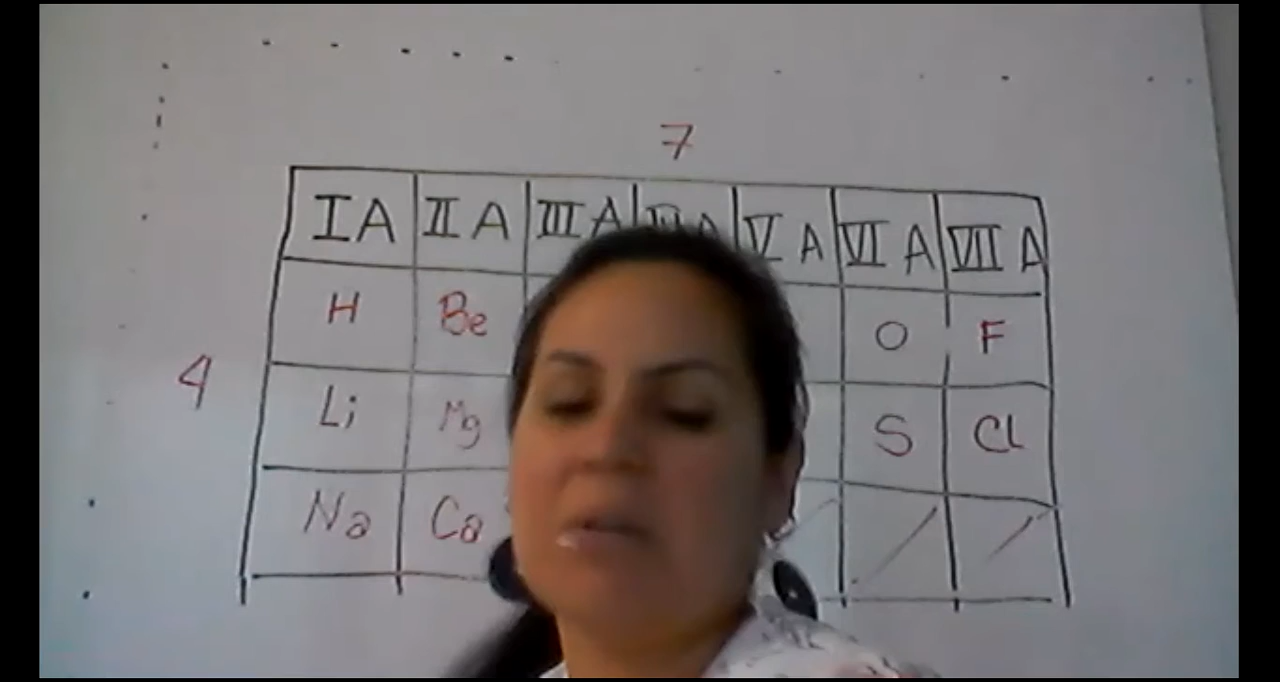 7
IA IIA IIIA A VA VIA VIIA
H Be O F
4
Li Mg S Cl
Na Ca